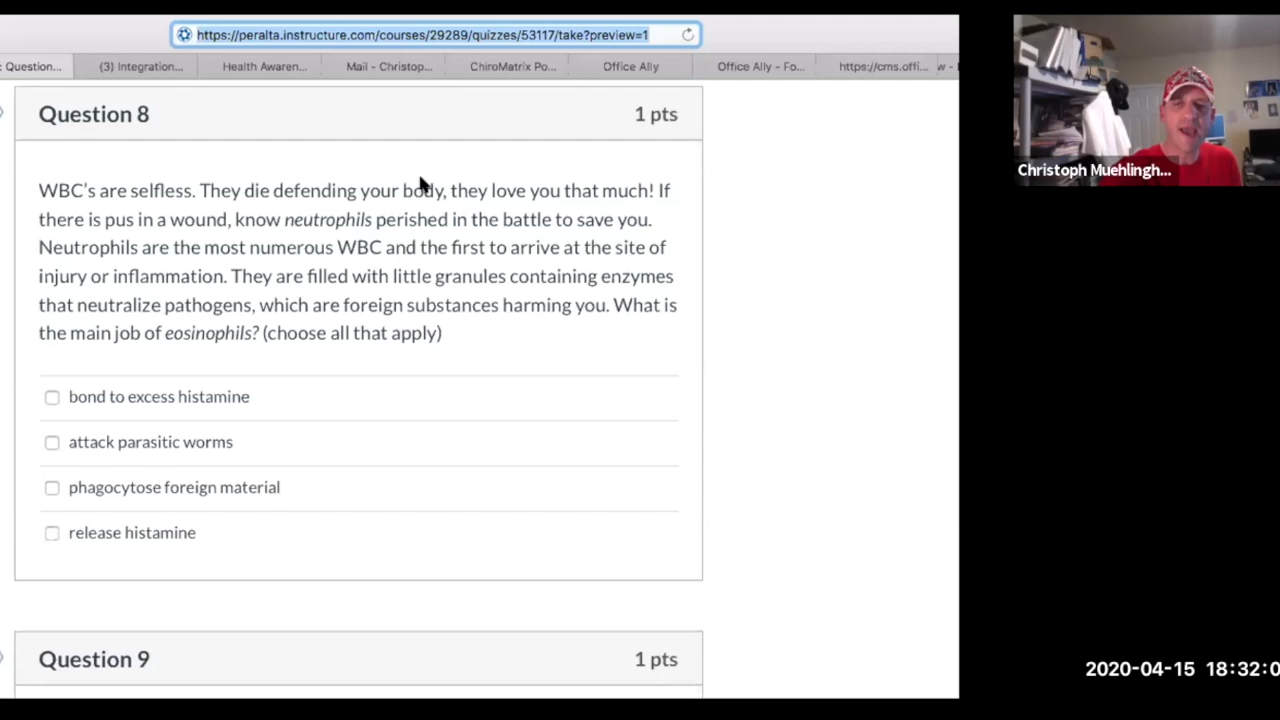 https://peralta.instructure.com/courses/29289/quizzes/53117/take?preview=1
: Question...
(3) Integration...
Health Awaren...
Mail - Christop...
ChiroMatrix Po...
Office Ally
Office Ally - Fo...
https://cms.offi...
Question 8
1 pts
WBC's are selfless. They die defending your body, they love you that much! If
there is pus in a wound, know neutrophils perished in the battle to save you.
Neutrophils are the most numerous WBC and the first to arrive at the site of
injury or inflammation. They are filled with little granules containing enzymes
that neutralize pathogens, which are foreign substances harming you. What is
the main job of eosinophils? (choose all that apply)
bond to excess histamine
attack parasitic worms
phagocytose foreign material
release histamine
Question 9
1 pts
Christoph Muehlingh...
2020-04-15 18:32:0